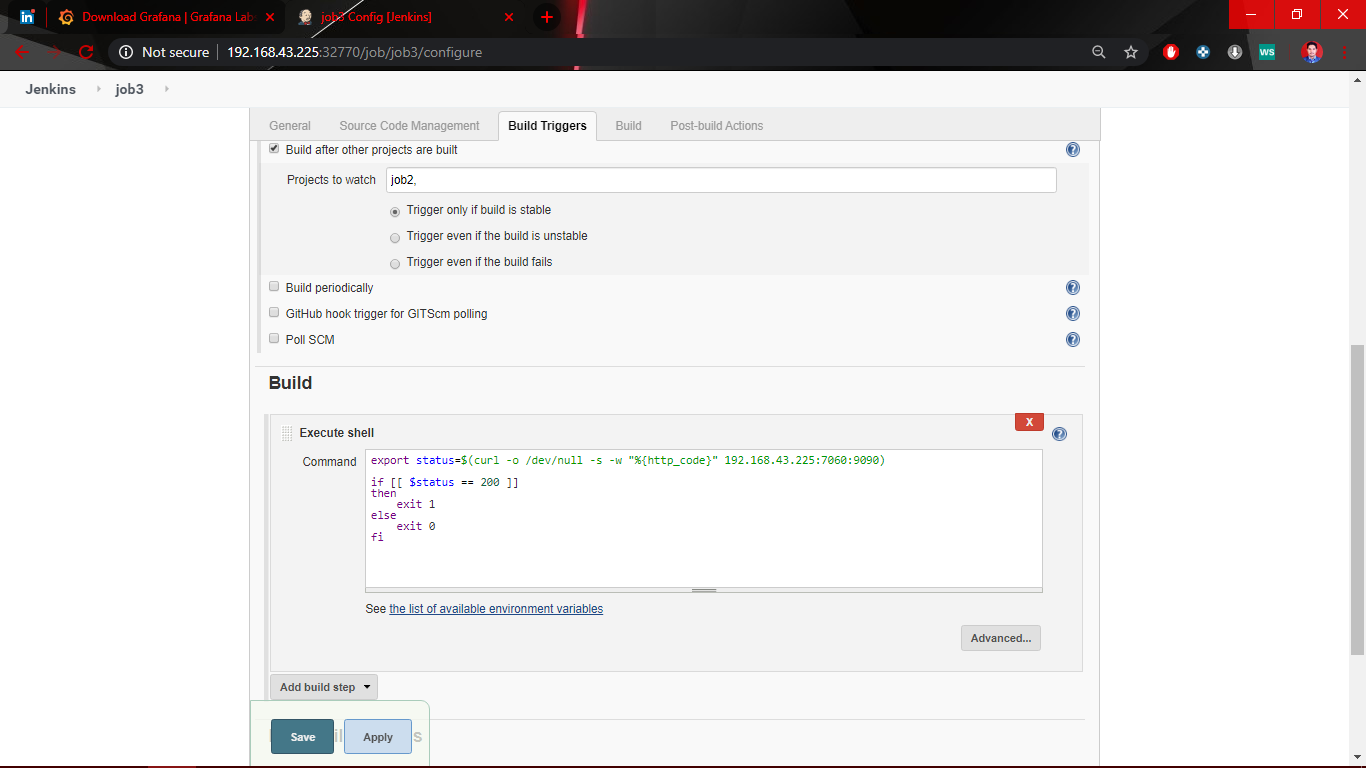 in
Download Grafana | Grafana Lab
job3 Config [Jenkins]
Not secure
192.168.43.225:32770/job/job3/configure
ws
Jenkins
job3
General
Source Code Management
Build Triggers
Build
Post-build Actions
Build after other projects are built
Projects to watch
job2,
Trigger only if build is stable
Trigger even if the build is unstable
Trigger even if the build fails
Build periodically
GitHub hook trigger for GITScm polling
Poll SCM
Build
Execute shell
X
Command
export status=$(curl -o /dev/null -s -w "%{http_code}" 192.168.43.225:7060:9090)
if [[ $status == 200 ]]
then
exit 1
else
exit 0
fi
See the list of available environment variables
Advanced...
Add build step
Save
Apply